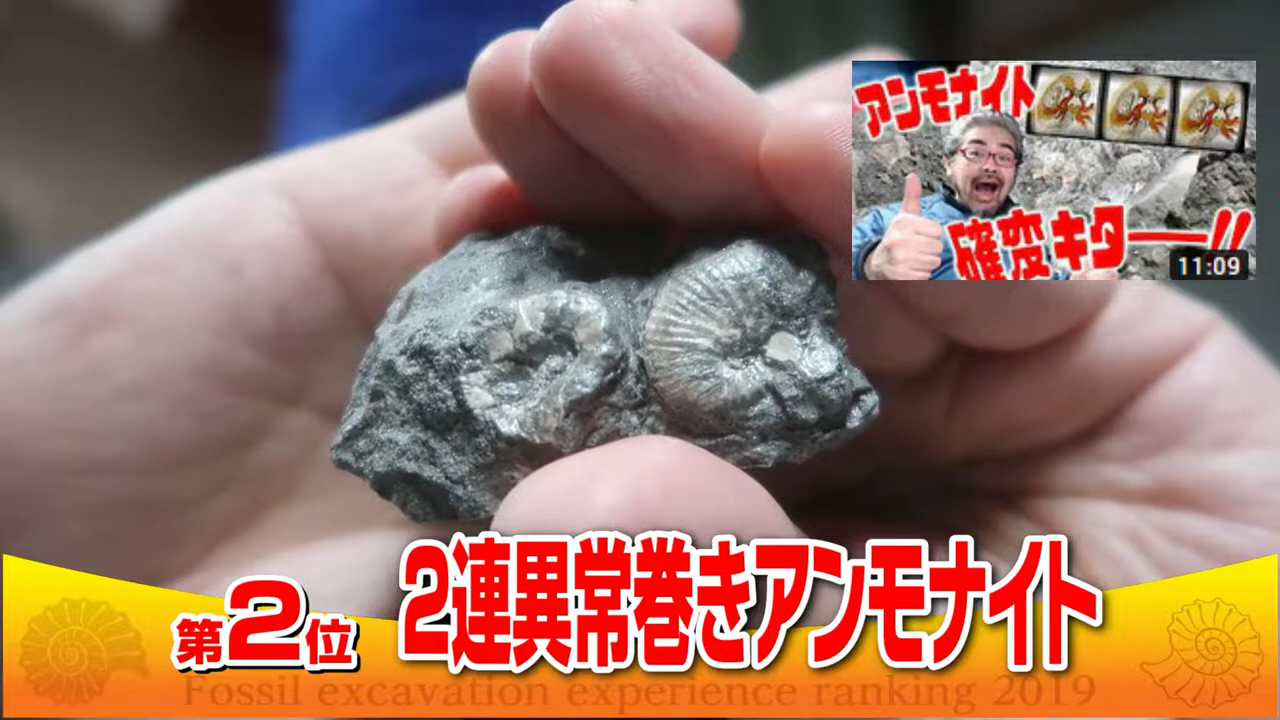 アンモナイト
確変キター!!
11:09
第2位
2連異常巻きアンモナイト
Fossil excavation experience ranking 2019